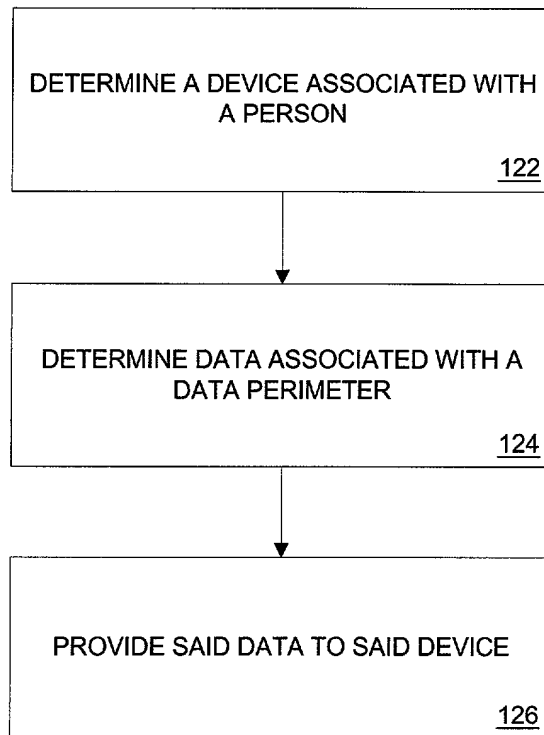 DETERMINE A DEVICE ASSOCIATED WITH
A PERSON
122
DETERMINE DATA ASSOCIATED WITH A
DATA PERIMETER
124
PROVIDE SAID DATA TO SAID DEVICE
126